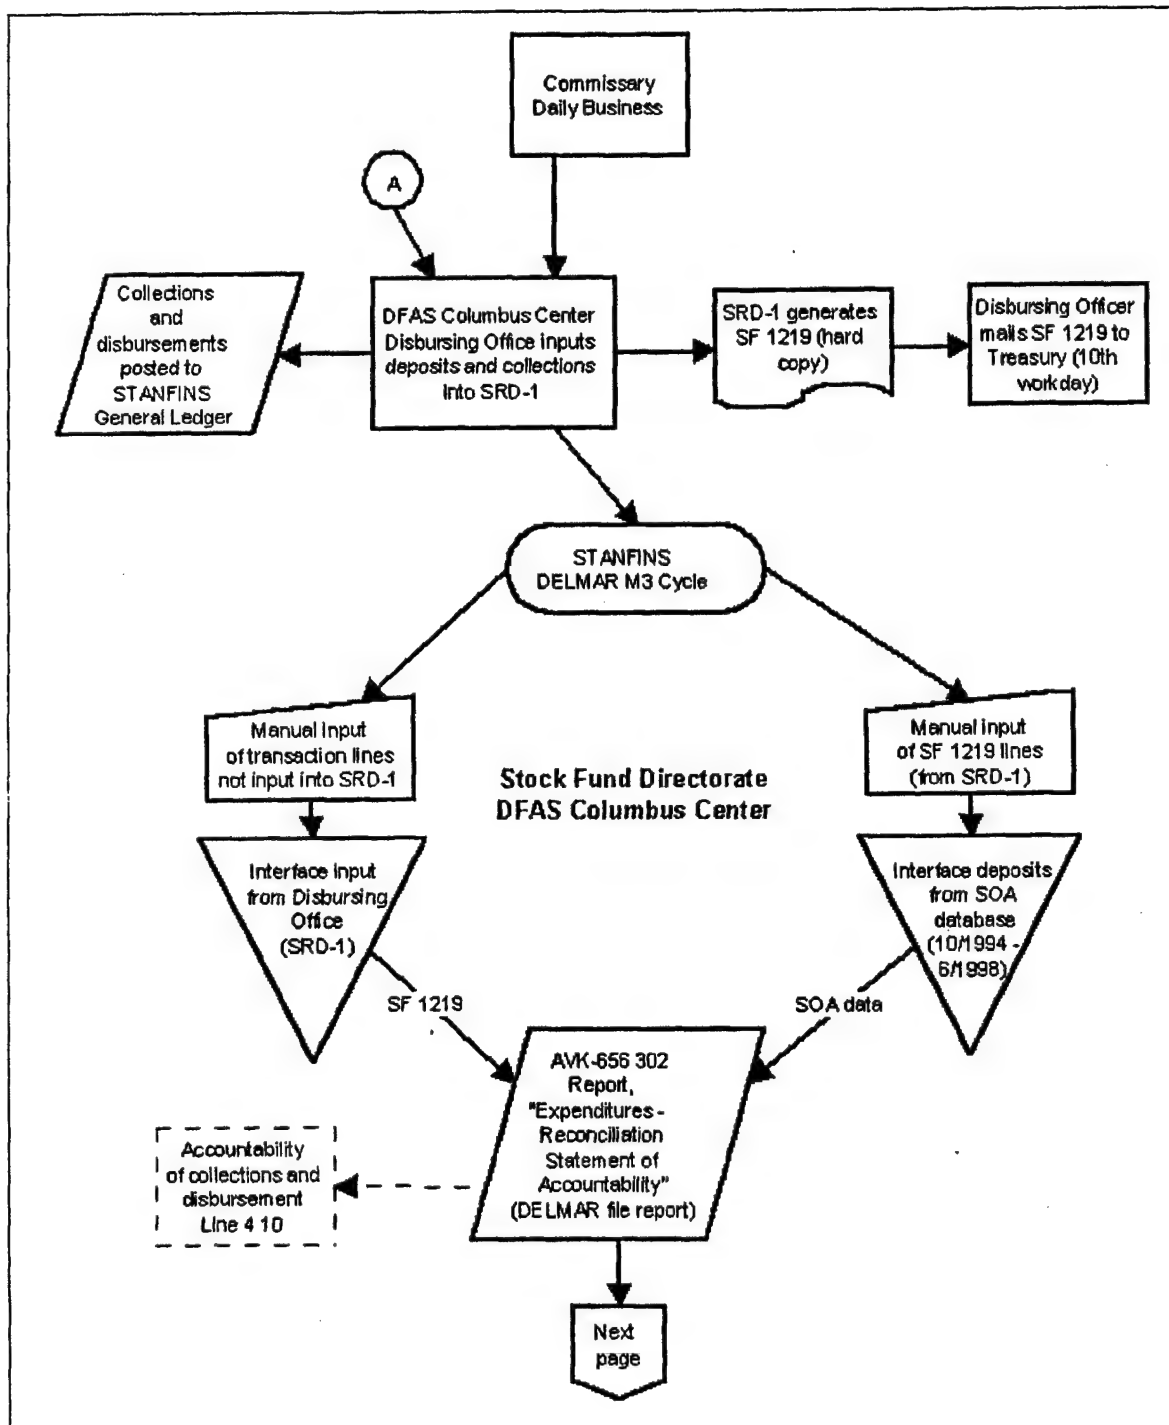 Commissary
Daily Business
A
Collections
and
disbursements
posted to
STANFINS
General Ledger
DFAS Columbus Center
Disbursing Office inputs
deposits and collections
into SRD-1
SRD-1 generates
SF 1219 (hard
copy)
Disbursing Officer
mails SF 1219 to
Treasury (10th
workday)
STANFINS
DELMAR M3 Cycle
Manual input
of transaction lines
not input into SRD-1
Manual input
of SF 1219 lines
(from SRD-1)
Stock Fund Directorate
DFAS Columbus Center
Interface input
from Disbursing
Office
(SRD-1)
Interface deposits
from SOA
database
(10/1994 -
6/1998)
SF 1219
SOA data
AVK-656 302
Report,
"Expenditures -
Reconciliation
Statement of
Accountability"
(DELMAR file report)
Accountability
of collections and
disbursement
Line 4 10
Next
page